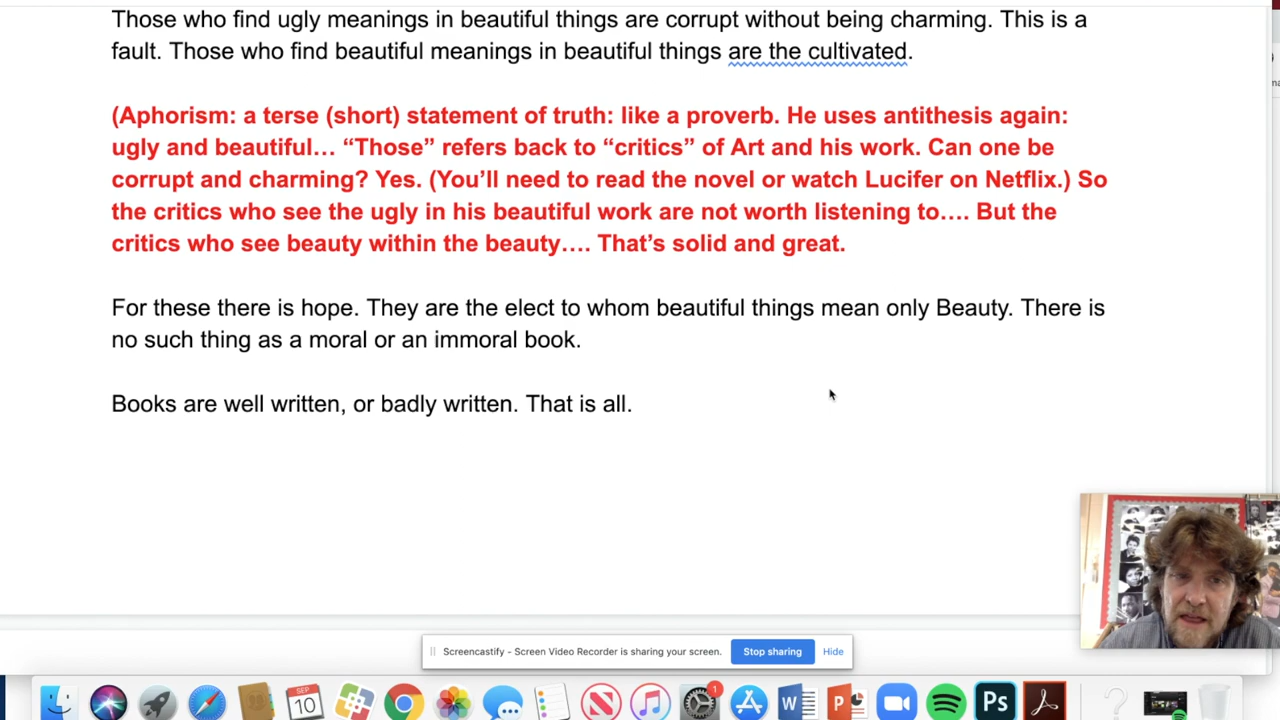 Those who find ugly meanings in beautiful things are corrupt without being charming. This is a
fault. Those who find beautiful meanings in beautiful things are the cultivated.
(Aphorism: a terse (short) statement of truth: like a proverb. He uses antithesis again:
ugly and beautiful… “Those” refers back to “critics” of Art and his work. Can one be
corrupt and charming? Yes. (You’ll need to read the novel or watch Lucifer on Netflix.) So
the critics who see the ugly in his beautiful work are not worth listening to…. But the
critics who see beauty within the beauty…. That’s solid and great.
For these there is hope. They are the elect to whom beautiful things mean only Beauty. There is
no such thing as a moral or an immoral book.
Books are well written, or badly written. That is all.
Screencastify - Screen Video Recorder is sharing your screen. Stop sharing Hide
SEP
10
1
W
P
Ps